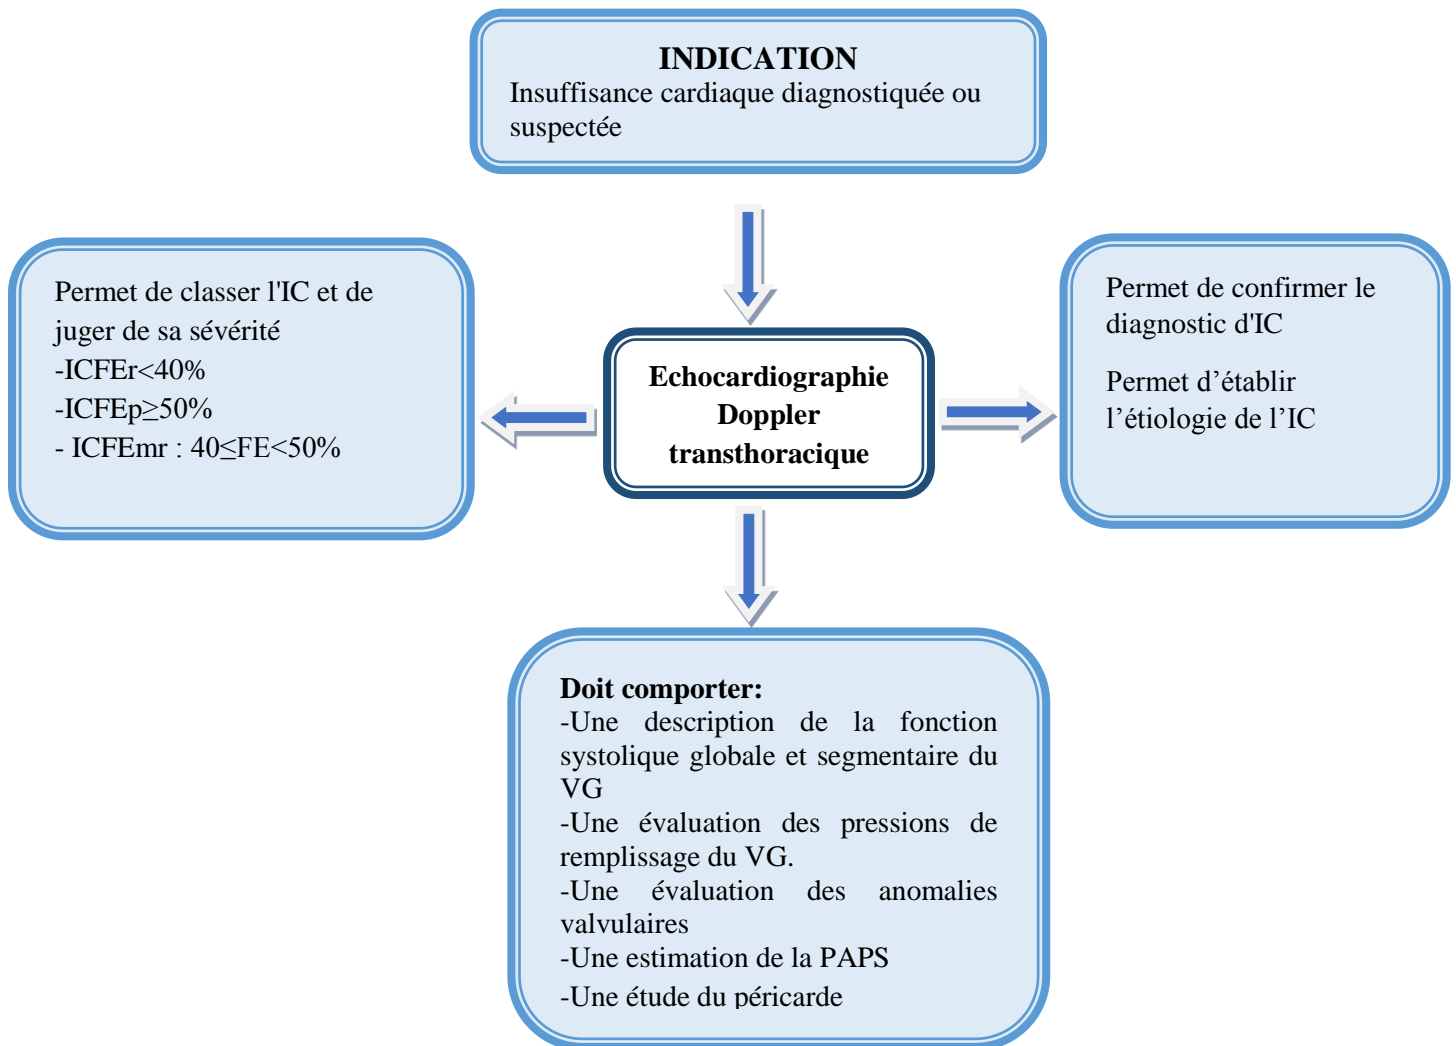 INDICATION
Insuffisance cardiaque diagnostiquée ou
suspectée
Permet de classer l'IC et de
juger de sa sévérité
-ICFEr<40%
-ICFEp≥50%
- ICFEmr : 40≤FE<50%
Echocardiographie
Doppler
transthoracique
Permet de confirmer le
diagnostic d'IC
Permet d’établir
l’étiologie de l’IC
Doit comporter:
-Une description de la fonction
systolique globale et segmentaire du
VG
-Une évaluation des pressions de
remplissage du VG.
-Une évaluation des anomalies
valvulaires
-Une estimation de la PAPS
-Une étude du péricarde